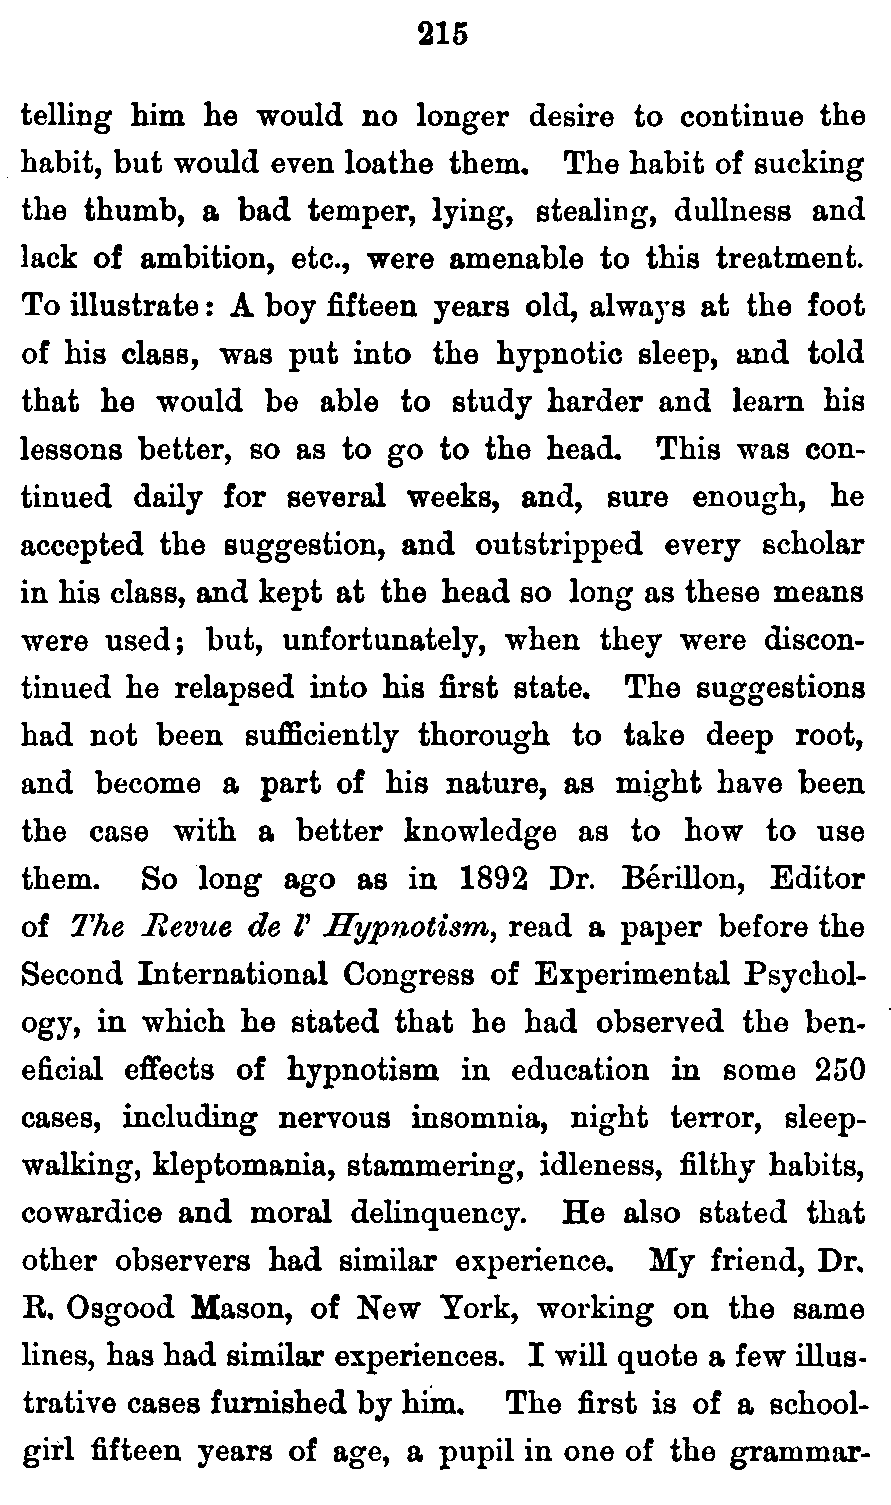 215
telling him he would no longer desire to continue the
habit, but would even loathe them. The habit of sucking
the thumb, a bad temper, lying, stealing, dullness and
lack of ambition, etc., were amenable to this treatment.
To illustrate: A boy fifteen years old, always at the foot
of his class, was put into the hypnotic sleep, and told
that he would be able to study harder and learn his
lessons better, so as to go to the head. This was con-
tinued daily for several weeks, and, sure enough, he
accepted the suggestion, and outstripped every scholar
in his class, and kept at the head so long as these means
were used; but, unfortunately, when they were discon-
tinued he relapsed into his first state. The suggestions
had not been sufficiently thorough to take deep root,
and become a part of his nature, as might have been
the case with a better knowledge as to how to use
them. So long ago as in 1892 Dr. Bérillon, Editor
of The Revue de l' Hypnotism, read a paper before the
Second International Congress of Experimental Psychol-
ogy, in which he stated that he had observed the ben-
eficial effects of hypnotism in education in some 250
cases, including nervous insomnia, night terror, sleep-
walking, kleptomania, stammering, idleness, filthy habits,
cowardice and moral delinquency. He also stated that
other observers had similar experience. My friend, Dr.
R. Osgood Mason, of New York, working on the same
lines, has had similar experiences. I will quote a few illus-
trative cases furnished by him. The first is of a school-
girl fifteen years of age, a pupil in one of the grammar-